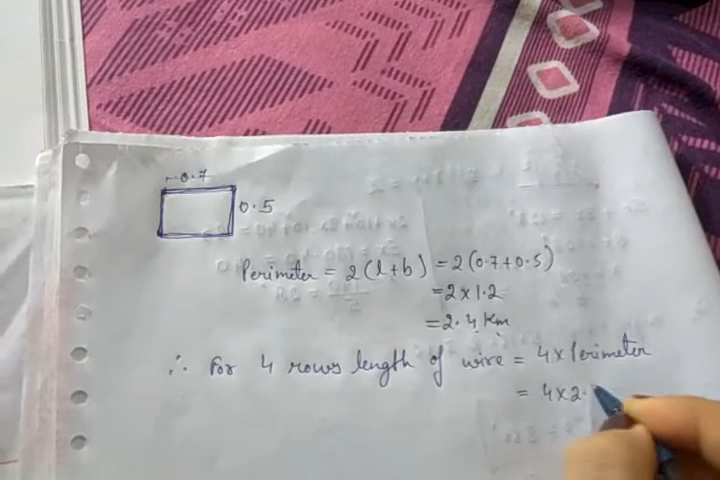 0.7
0.5
Perimeter = 2(l+b) = 2(0.7+0.5)
= 2×1.2
= 2.4 Km
∴ For 4 rows length of wire = 4×Perimeter
= 4×2.